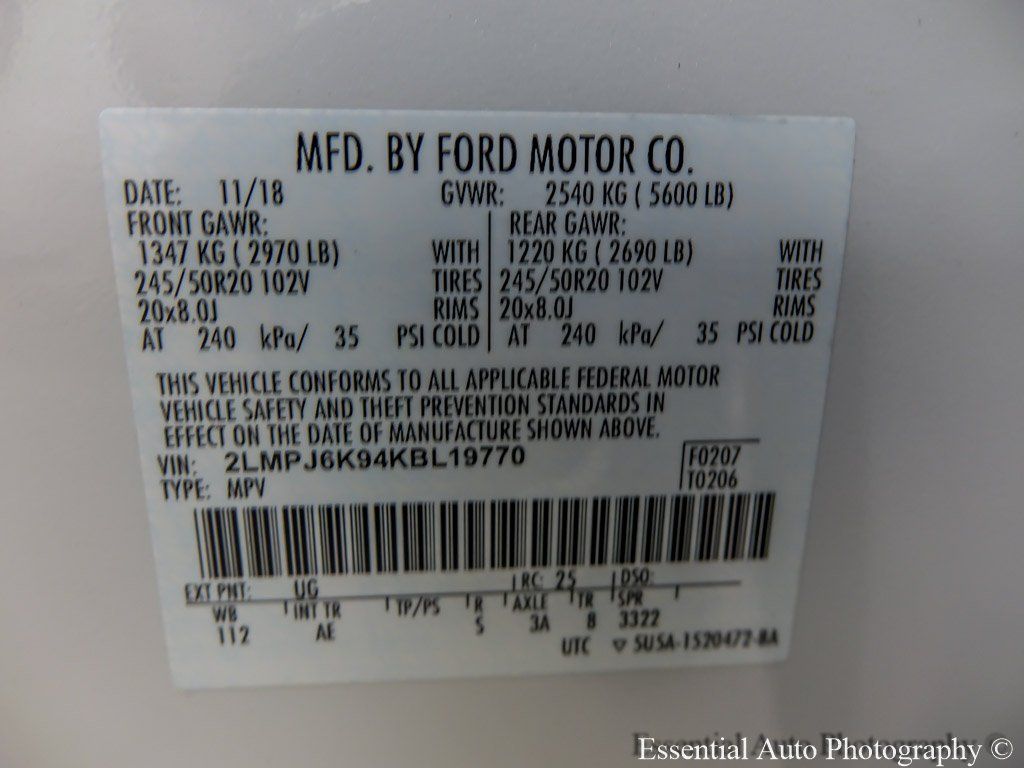 MFD. BY FORD MOTOR CO.
DATE: 11/18 GVWR: 2540 KG ( 5600 LB)
FRONT GAWR: REAR GAWR:
1347 KG ( 2970 LB) WITH 1220 KG ( 2690 LB) WITH
245/50R20 102V TIRES 245/50R20 102V TIRES
20x8.0J RIMS 20x8.0J RIMS
AT 240 kPa/ 35 PSI COLD AT 240 kPa/ 35 PSI COLD
THIS VEHICLE CONFORMS TO ALL APPLICABLE FEDERAL MOTOR
VEHICLE SAFETY AND THEFT PREVENTION STANDARDS IN
EFFECT ON THE DATE OF MANUFACTURE SHOWN ABOVE.
VIN: 2LMPJ6K94KBL19770 F0207
TYPE: MPV T0206
EXT PNT: UG RC: 25 DSO:
WB INT TR TP/PS R AXLE TR SPR
112 AE S 3A 8 3322
UTC ▽ SUSA-1520472-BA
Essential Auto Photography ©